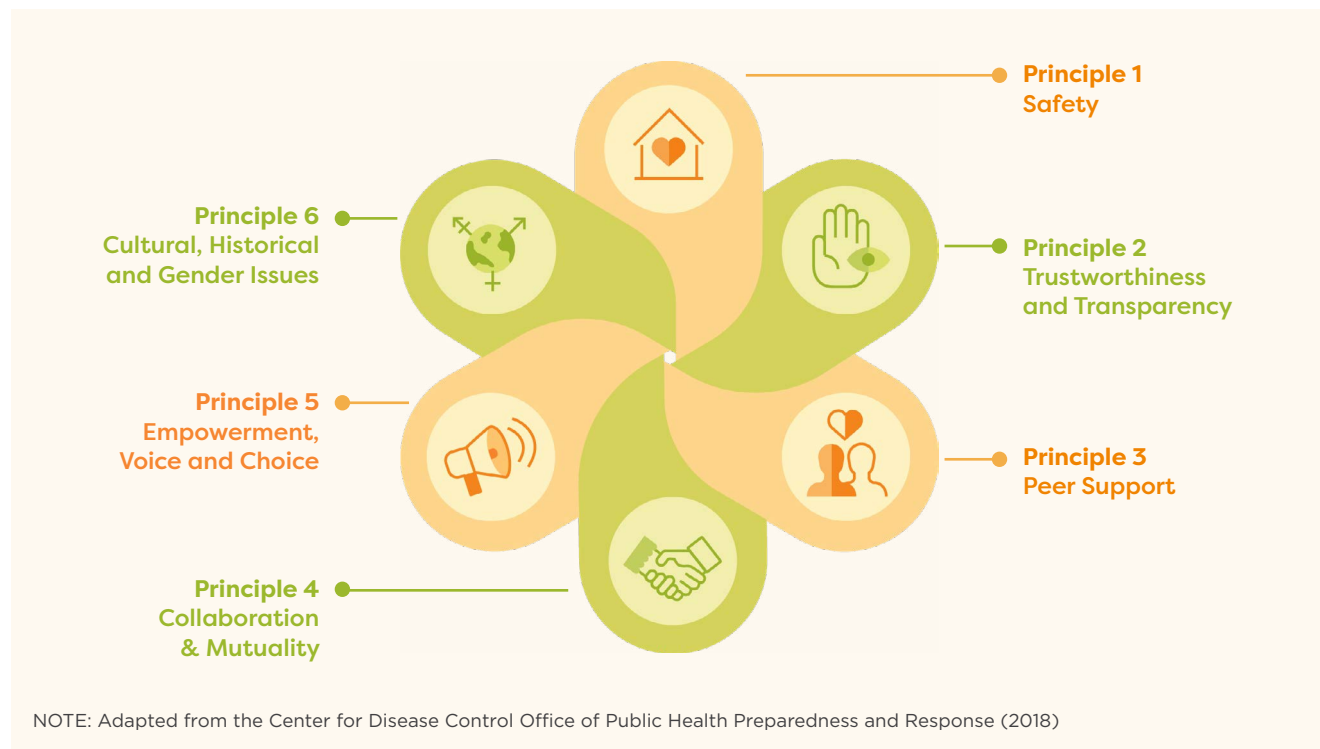 Principle 1
Safety
Principle 2
Trustworthiness
and Transparency
Principle 3
Peer Support
Principle 4
Collaboration
& Mutuality
Principle 5
Empowerment,
Voice and Choice
Principle 6
Cultural, Historical
and Gender Issues
NOTE: Adapted from the Center for Disease Control Office of Public Health Preparedness and Response (2018)